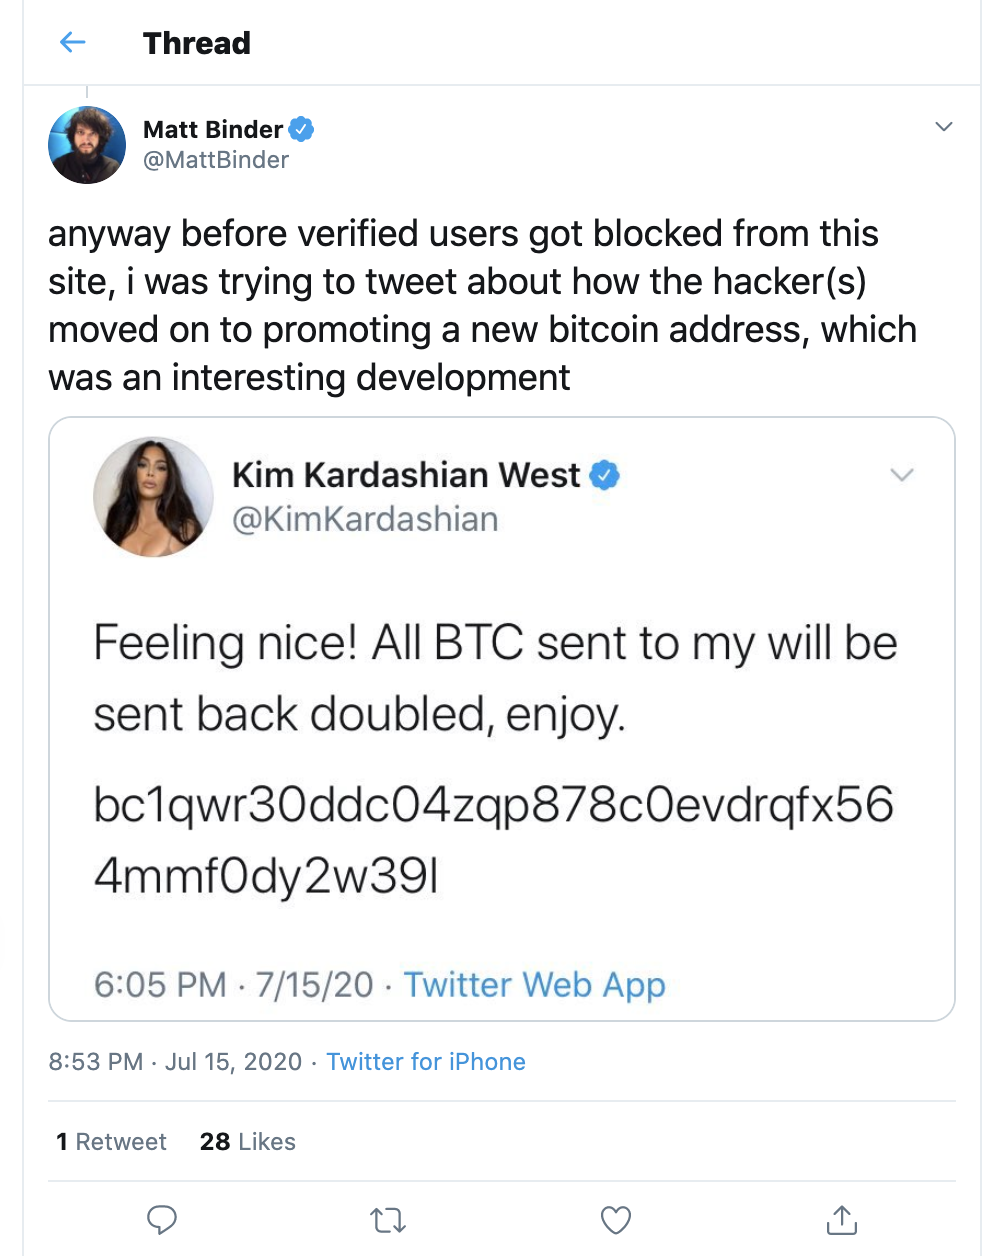 Thread
Matt Binder
@MattBinder
anyway before verified users got blocked from this
site, i was trying to tweet about how the hacker(s)
moved on to promoting a new bitcoin address, which
was an interesting development
Kim Kardashian West
@KimKardashian
Feeling nice! All BTC sent to my will be
sent back doubled, enjoy.
bc1qwr30ddc04zqp878c0evdrqfx56
4mmf0dy2w39l
6:05 PM · 7/15/20 · Twitter Web App
8:53 PM · Jul 15, 2020 · Twitter for iPhone
1 Retweet 28 Likes